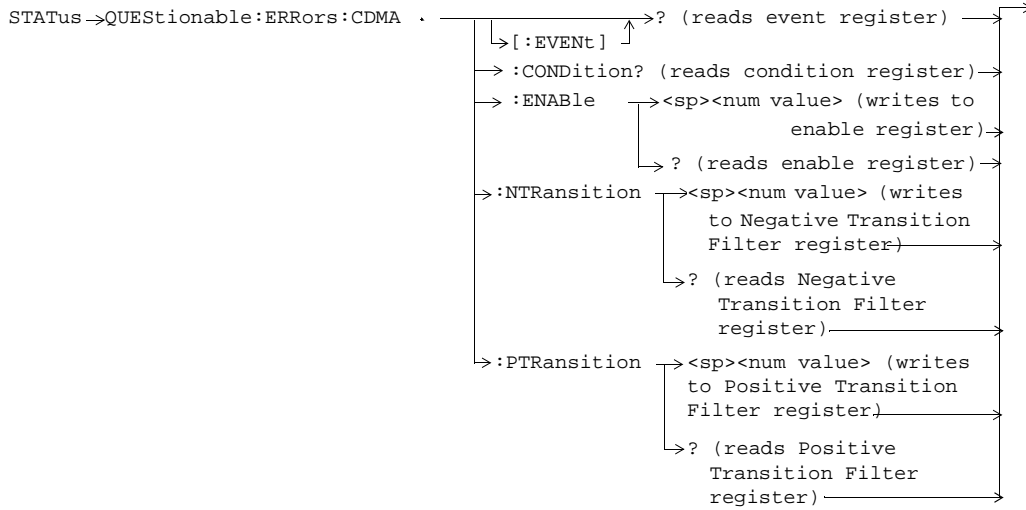 STATus QUEStionable:ERRors:CDMA ? (reads event register)
[:EVENt]
:CONDition? (reads condition register)
:ENABle <sp><num value> (writes to
enable register)
? (reads enable register)
:NTRansition <sp><num value> (writes
to Negative Transition
Filter register)
? (reads Negative
Transition Filter
register)
:PTRansition <sp><num value> (writes
to Positive Transition
Filter register)
? (reads Positive
Transition Filter
register)